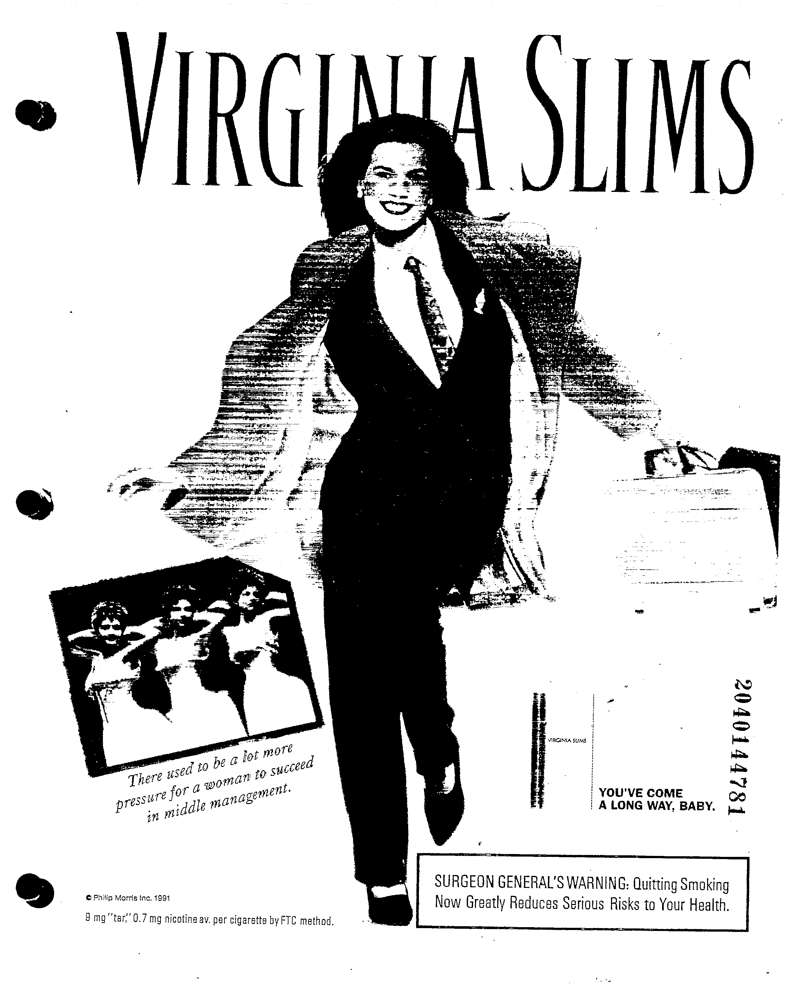 VIRGINIA SLIMS
There used to be a lot more
pressure for a woman to succeed
in middle management.
VIRGINIA SLIMS
YOU'VE COME
A LONG WAY, BABY.
2040144781
© Philip Morris Inc. 1991
9 mg "tar," 0.7 mg nicotine av. per cigarette by FTC method.
SURGEON GENERAL'S WARNING: Quitting Smoking
Now Greatly Reduces Serious Risks to Your Health.